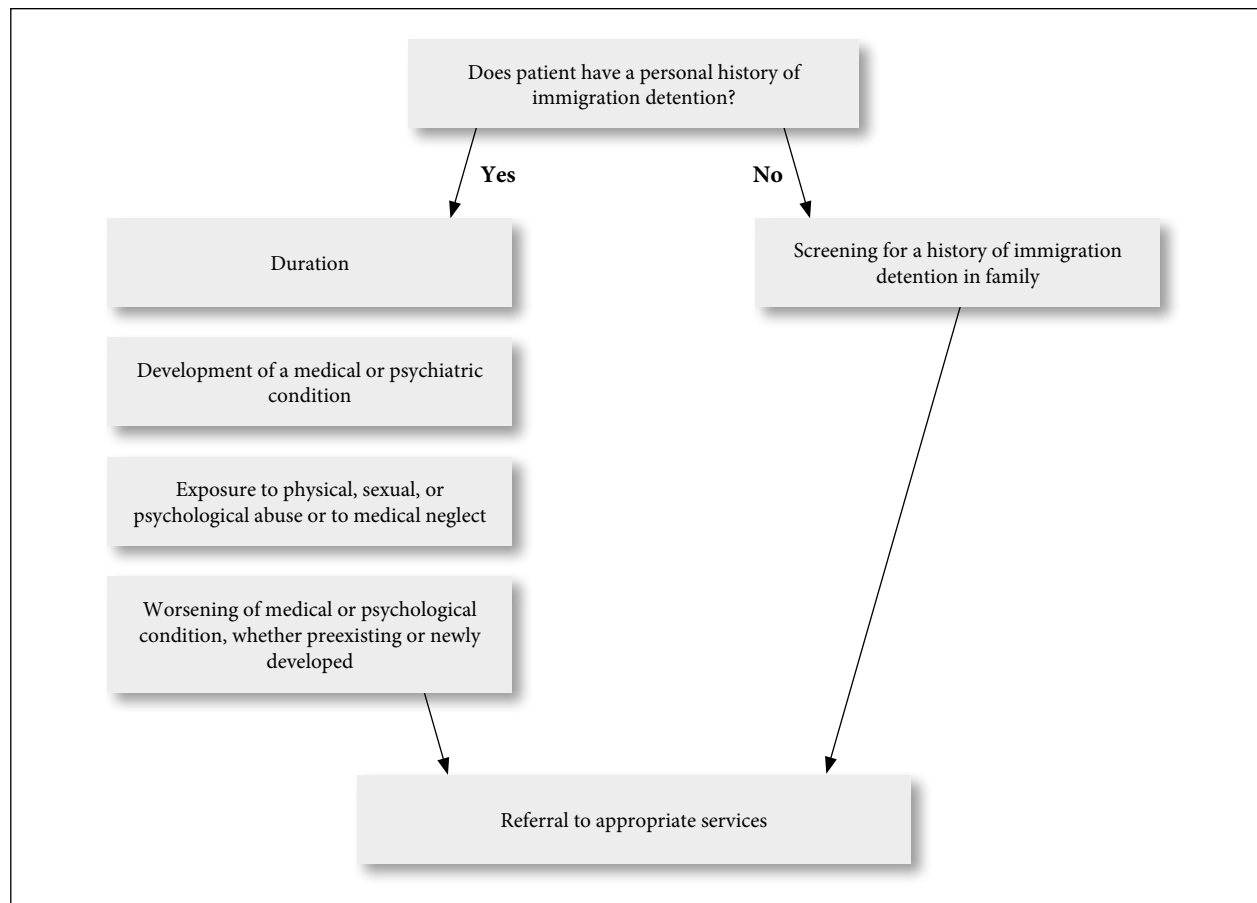 Does patient have a personal history of
immigration detention?
Yes
No
Duration
Screening for a history of immigration
detention in family
Development of a medical or psychiatric
condition
Exposure to physical, sexual, or
psychological abuse or to medical neglect
Worsening of medical or psychological
condition, whether preexisting or newly
developed
Referral to appropriate services